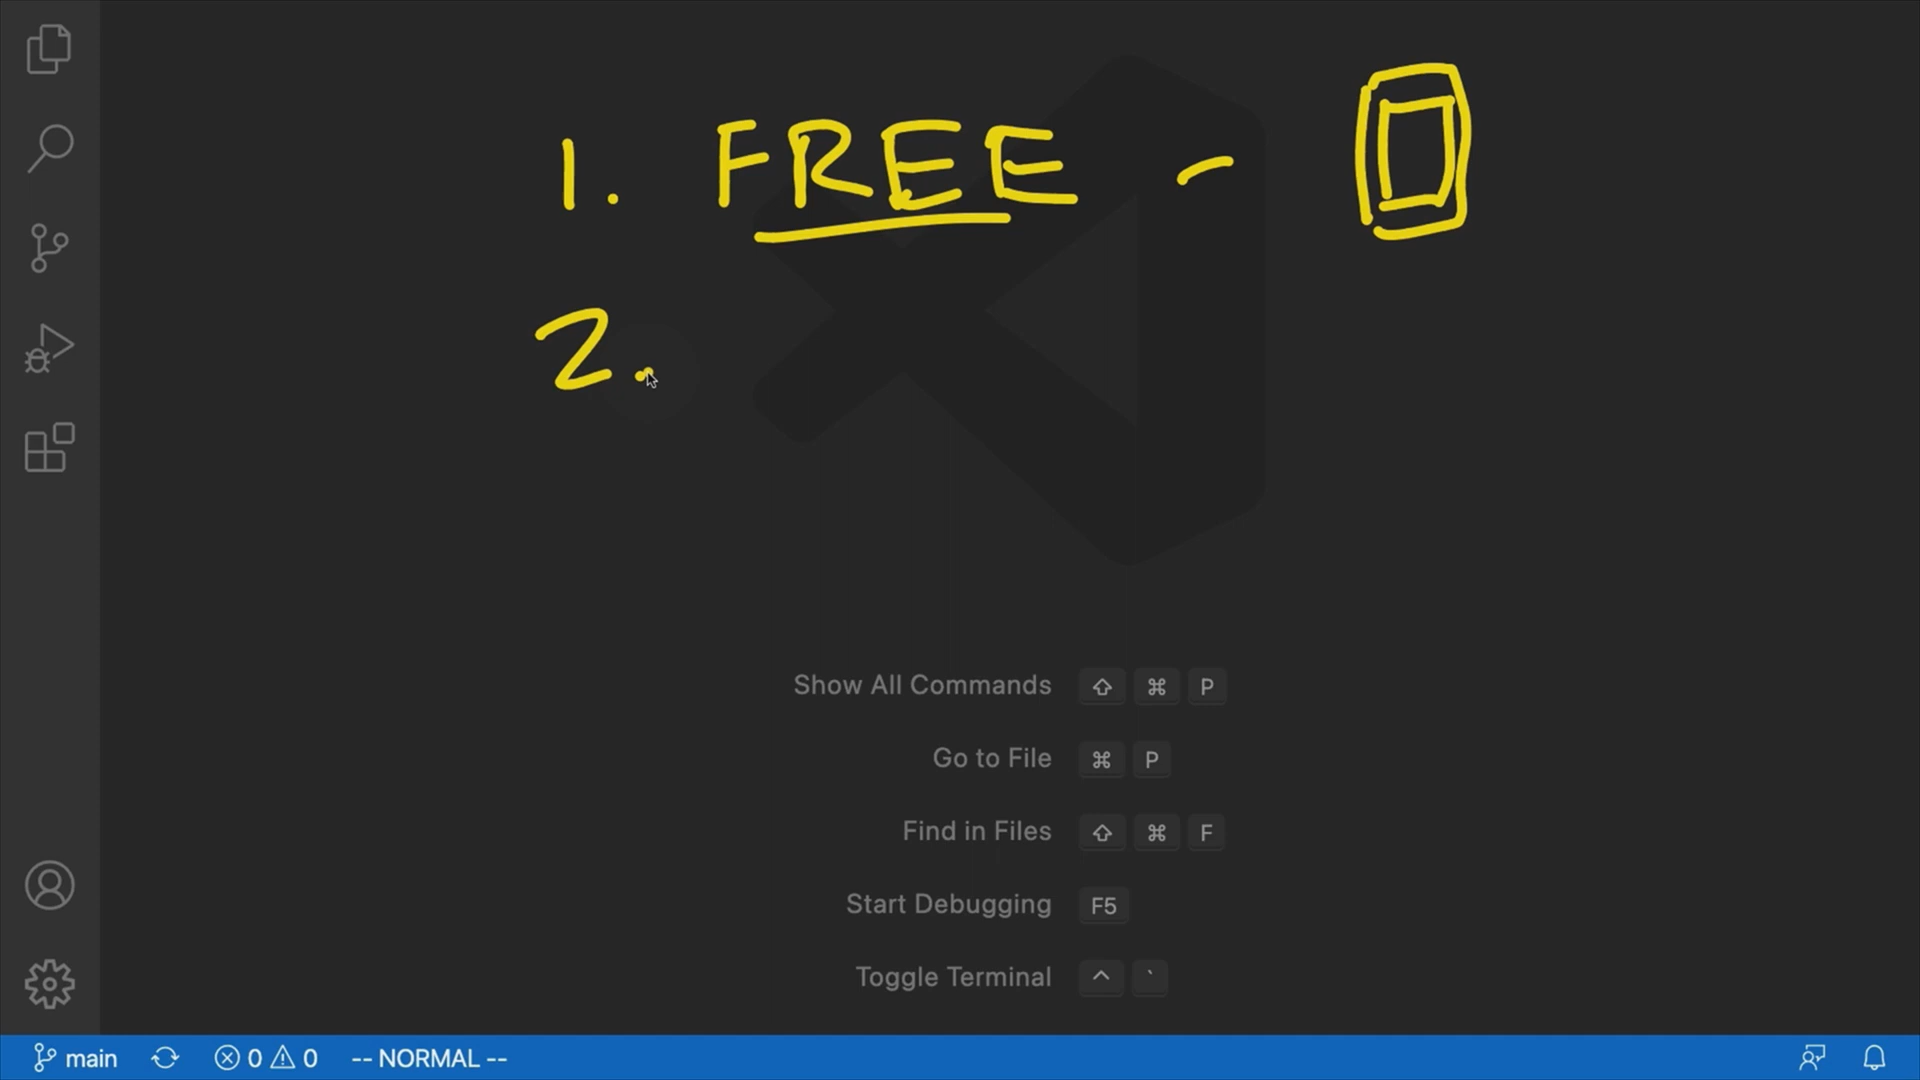 1. FREE -
2.
Show All Commands ⇧ ⌘ P
Go to File ⌘ P
Find in Files ⇧ ⌘ F
Start Debugging F5
Toggle Terminal ^ `
main 0 0 -- NORMAL --